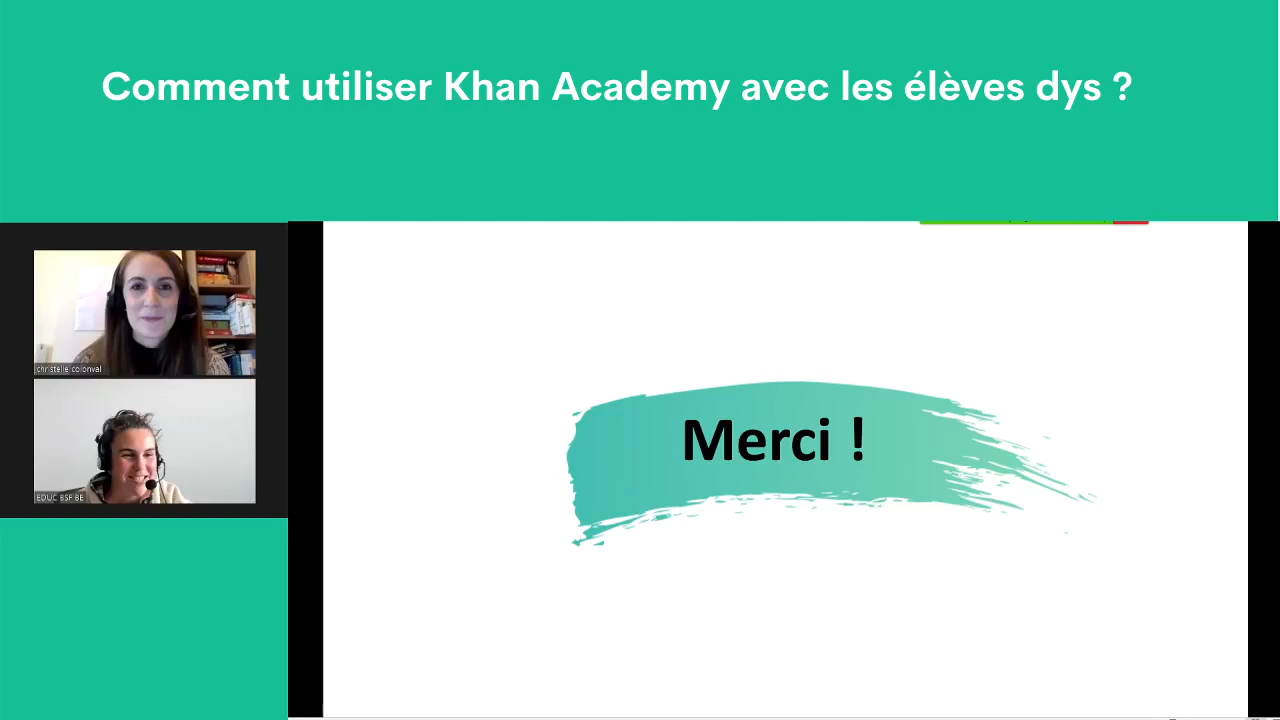 Comment utiliser Khan Academy avec les élèves dys ?
christelle colonval
EDUC BSF BE
Merci !